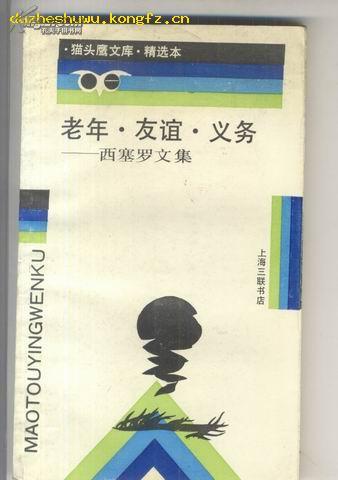 dazheshuwu.kongfz.cn
·猫头鹰文库·精选本
老年·友谊·义务
——西塞罗文集
上海三联书店
MAOTOUYINGWENKU